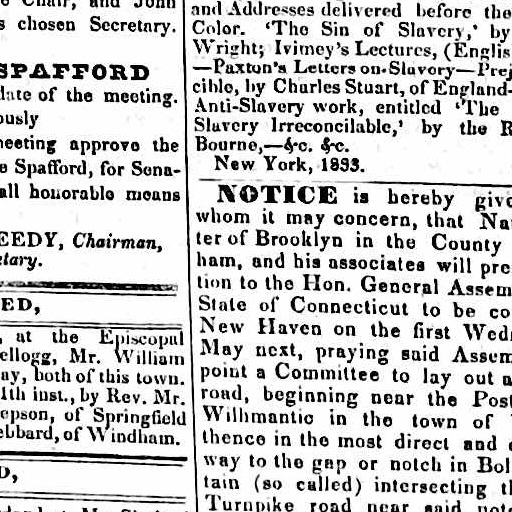 e Chair, and John
s chosen Secretary.
SPAFFORD
date of the meeting.
ously
meeting approve the
e Spafford, for Sena-
all honorable means
EEDY, Chairman,
etary.
ED,
, at the Episcopal
ellogg, Mr. William
ay, both of this town.
1th inst., by Rev. Mr.
epson, of Springfield
ebbard, of Windham.
D,
and Addresses delivered before the
Color. 'The Sin of Slavery,' by
Wright; Ivimey's Lectures, (Englis
—Paxton's Letters on Slavery—Prej
cible, by Charles Stuart, of England—
Anti-Slavery work, entitled 'The
Slavery Irreconcilable,' by the R
Bourne,—&c. &c.
New York, 1833.
NOTICE is hereby give
whom it may concern, that Na
ter of Brooklyn in the County
ham, and his associates will pre
tion to the Hon. General Assem
State of Connecticut to be co
New Haven on the first Wed
May next, praying said Assem
point a Committee to lay out a
road, beginning near the Post
Willimantic in the town of
thence in the most direct and
way to the gap or notch in Bol
tain (so called) intersecting th
Turnpike road near said not